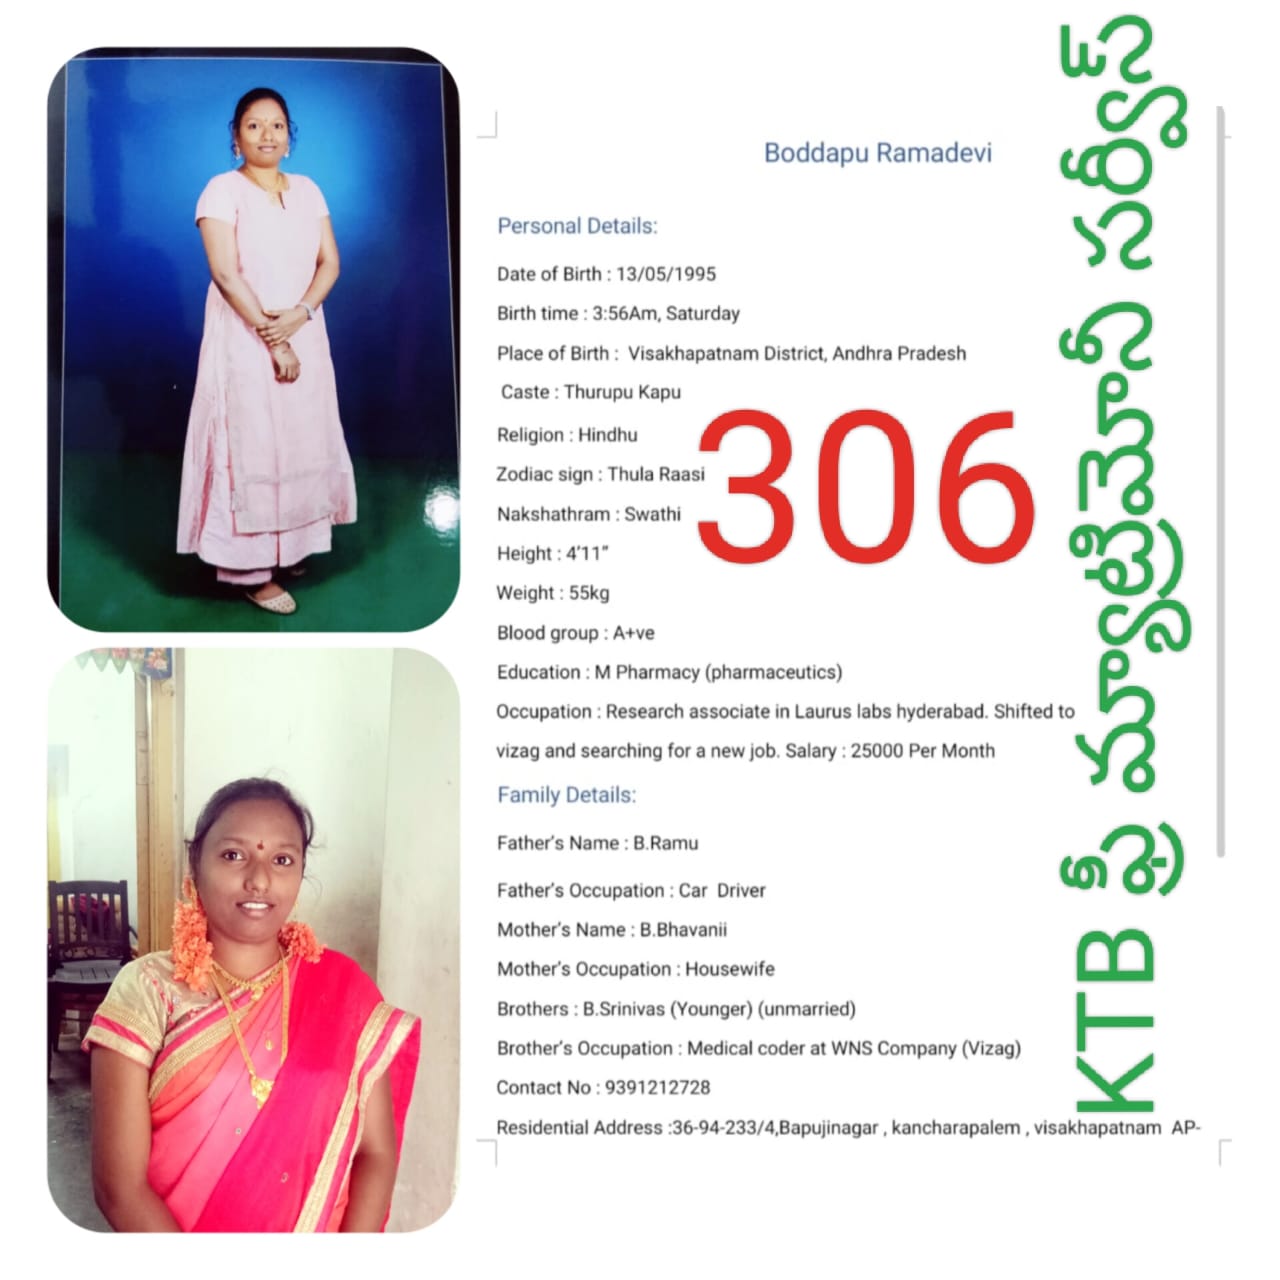 Boddapu Ramadevi
Personal Details:
Date of Birth : 13/05/1995
Birth time : 3:56Am, Saturday
Place of Birth : Visakhapatnam District, Andhra Pradesh
Caste : Thurupu Kapu
Religion : Hindhu
Zodiac sign : Thula Raasi
Nakshathram : Swathi
Height : 4’11”
Weight : 55kg
Blood group : A+ve
Education : M Pharmacy (pharmaceutics)
Occupation : Research associate in Laurus labs hyderabad. Shifted to
vizag and searching for a new job. Salary : 25000 Per Month
Family Details:
Father’s Name : B.Ramu
Father’s Occupation : Car Driver
Mother’s Name : B.Bhavanii
Mother’s Occupation : Housewife
Brothers : B.Srinivas (Younger) (unmarried)
Brother’s Occupation : Medical coder at WNS Company (Vizag)
Contact No : 9391212728
Residential Address :36-94-233/4,Bapujinagar , kancharapalem , visakhapatnam AP-
306
KTB ఫ్రీ మ్యాట్రిమోనీ సర్వీస్